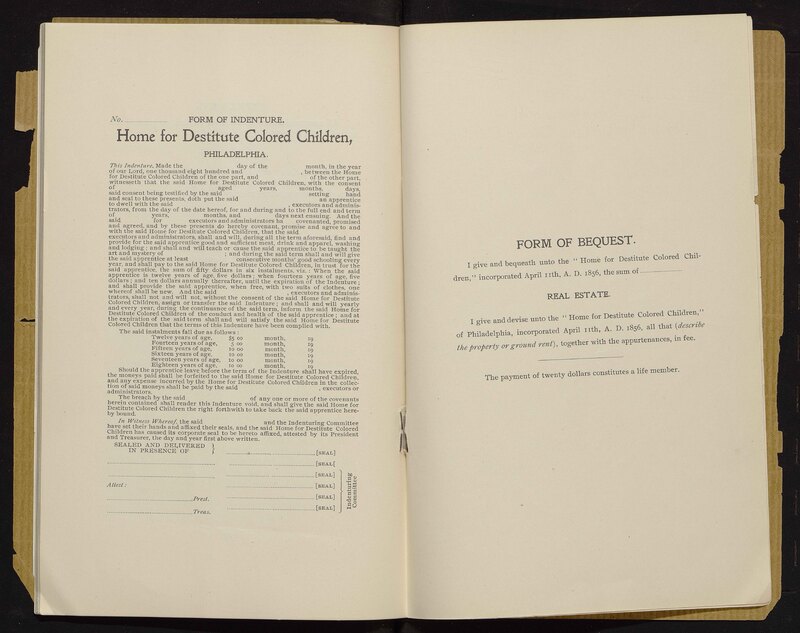 No. FORM OF INDENTURE.
Home for Destitute Colored Children,
PHILADELPHIA.
This Indenture, Made the day of the month, in the year
of our Lord, one thousand eight hundred and , between the Home
for Destitute Colored Children of the one part, and of the other part,
witnesseth that the said Home for Destitute Colored Children, with the consent
of aged years, months, days,
said consent being testified by the said setting hand
and seal to these presents, doth put the said an apprentice
to dwell with the said , executors and adminis-
trators, from the day of the date hereof, for and during and to the full end and term
of years, months, and days next ensuing. And the
said for executors and administrators ha covenanted, promised
and agreed, and by these presents do hereby covenant, promise and agree to and
with the said Home for Destitute Colored Children, that the said
executors and administrators, shall and will, during all the term aforesaid, find and
provide for the said apprentice good and sufficient meat, drink and apparel, washing
and lodging; and shall and will teach or cause the said apprentice to be taught the
art and mystery of ; and during the said term shall and will give
the said apprentice at least consecutive months' good schooling every
year, and shall pay to the said Home for Destitute Colored Children, in trust for the
said apprentice, the sum of fifty dollars in six instalments, viz.: When the said
apprentice is twelve years of age, five dollars; when fourteen years of age, five
dollars; and ten dollars annually thereafter, until the expiration of the Indenture;
and shall provide the said apprentice, when free, with two suits of clothes, one
whereof shall be new. And the said , executors and adminis-
trators, shall not and will not, without the consent of the said Home for Destitute
Colored Children, assign or transfer the said Indenture; and shall and will yearly
and every year, during the continuance of the said term, inform the said Home for
Destitute Colored Children of the conduct and health of the said apprentice; and at
the expiration of the said term shall and will satisfy the said Home for Destitute
Colored Children that the terms of this Indenture have been complied with.
The said instalments fall due as follows:
Twelve years of age, $5 00 month, 19
Fourteen years of age, 5 00 month, 19
Fifteen years of age, 10 00 month, 19
Sixteen years of age, 10 00 month, 19
Seventeen years of age, 10 00 month, 19
Eighteen years of age, 10 00 month, 19
Should the apprentice leave before the term of the Indenture shall have expired,
the moneys paid shall be forfeited to the said Home for Destitute Colored Children,
and any expense incurred by the Home for Destitute Colored Children in the collec-
tion of said moneys shall be paid by the said , executors or
administrators.
The breach by the said of any one or more of the covenants
herein contained shall render this Indenture void, and shall give the said Home for
Destitute Colored Children the right forthwith to take back the said apprentice here-
by bound.
In Witness Whereof, the said and the Indenturing Committee
have set their hands and affixed their seals, and the said Home for Destitute Colored
Children has caused its corporate seal to be hereto affixed, attested by its President
and Treasurer, the day and year first above written.
SEALED AND DELIVERED
IN PRESENCE OF
[SEAL]
[SEAL]
[SEAL]
Attest: [SEAL]
Prest. [SEAL]
Treas. [SEAL]
Indenturing
Committee
FORM OF BEQUEST.
I give and bequeath unto the "Home for Destitute Colored Chil-
dren," incorporated April 11th, A. D. 1856, the sum of
REAL ESTATE.
I give and devise unto the "Home for Destitute Colored Children,"
of Philadelphia, incorporated April 11th, A. D. 1856, all that (describe
the property or ground rent), together with the appurtenances, in fee.
The payment of twenty dollars constitutes a life member.